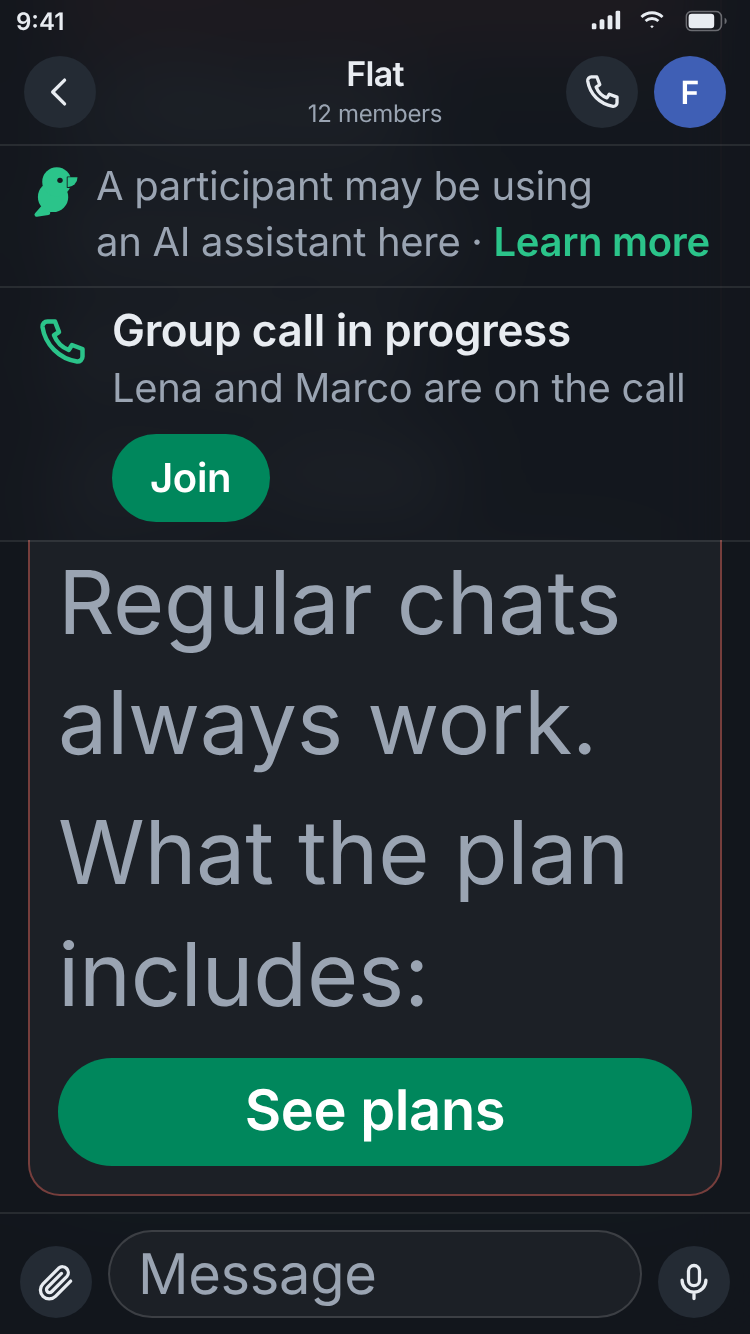 9:41
Flat
12 members
F
A participant may be using
an AI assistant here · Learn more
Group call in progress
Lena and Marco are on the call
Join
Regular chats
always work.
What the plan
includes:
See plans
Message